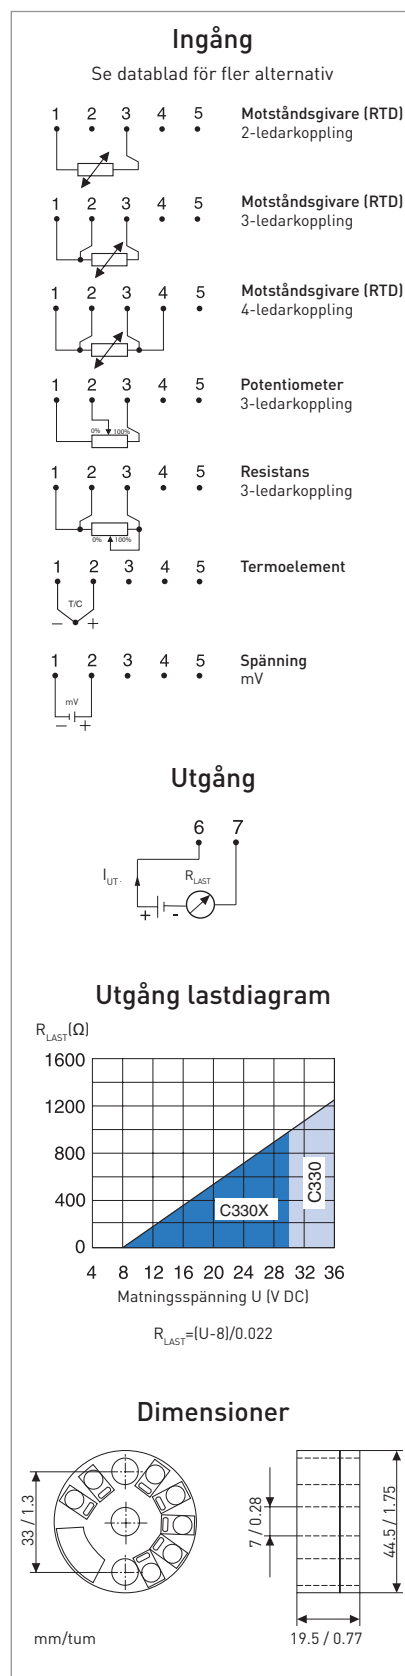 Ingång
Se datablad för fler alternativ
1 2 3 4 5
Motståndsgivare (RTD)
2-ledarkoppling
1 2 3 4 5
Motståndsgivare (RTD)
3-ledarkoppling
1 2 3 4 5
Motståndsgivare (RTD)
4-ledarkoppling
1 2 3 4 5
Potentiometer
3-ledarkoppling
0% 100%
1 2 3 4 5
Resistans
3-ledarkoppling
0% 100%
1 2 3 4 5
Termoelement
T/C
– +
1 2 3 4 5
Spänning
mV
mV
– +
Utgång
6 7
I UT.
R LAST
+ -
Utgång lastdiagram
R LAST (Ω)
1600
1200
800
400
0
C330X
C330
4 8 12 16 20 24 28 32 36
Matningsspänning U (V DC)
R LAST=(U-8)/0.022
Dimensioner
33 / 1.3
7 / 0.28
44.5 / 1.75
mm/tum
19.5 / 0.77